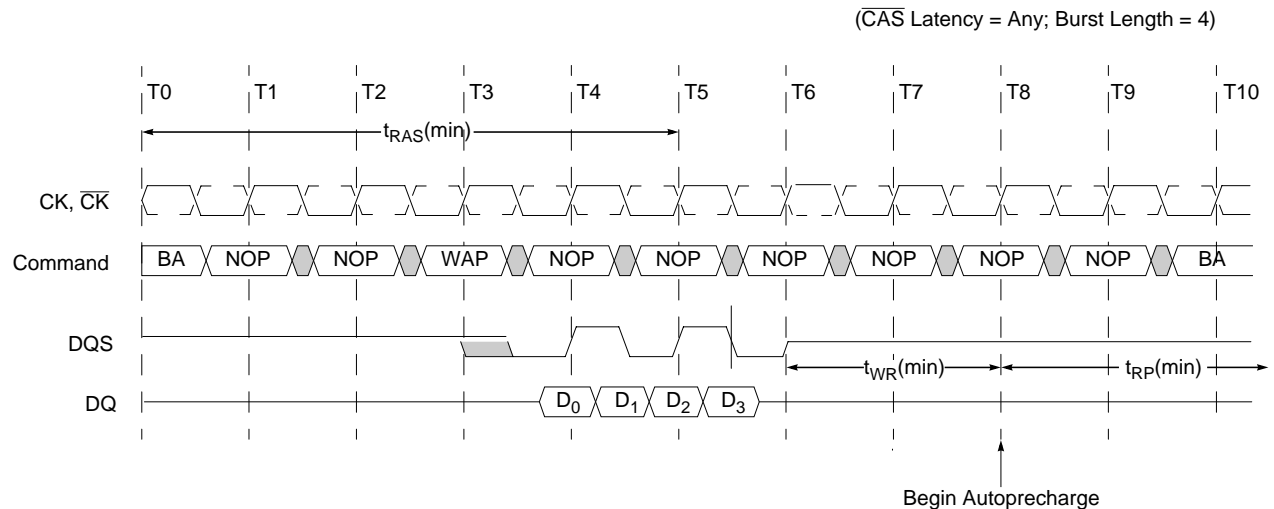 (C̅A̅S̅ Latency = Any; Burst Length = 4)
T0 T1 T2 T3 T4 T5 T6 T7 T8 T9 T10
tRAS(min)
CK, C̅K̅
Command BA NOP NOP WAP NOP NOP NOP NOP NOP NOP BA
DQS
tWR(min) tRP(min)
DQ D0 D1 D2 D3
Begin Autoprecharge